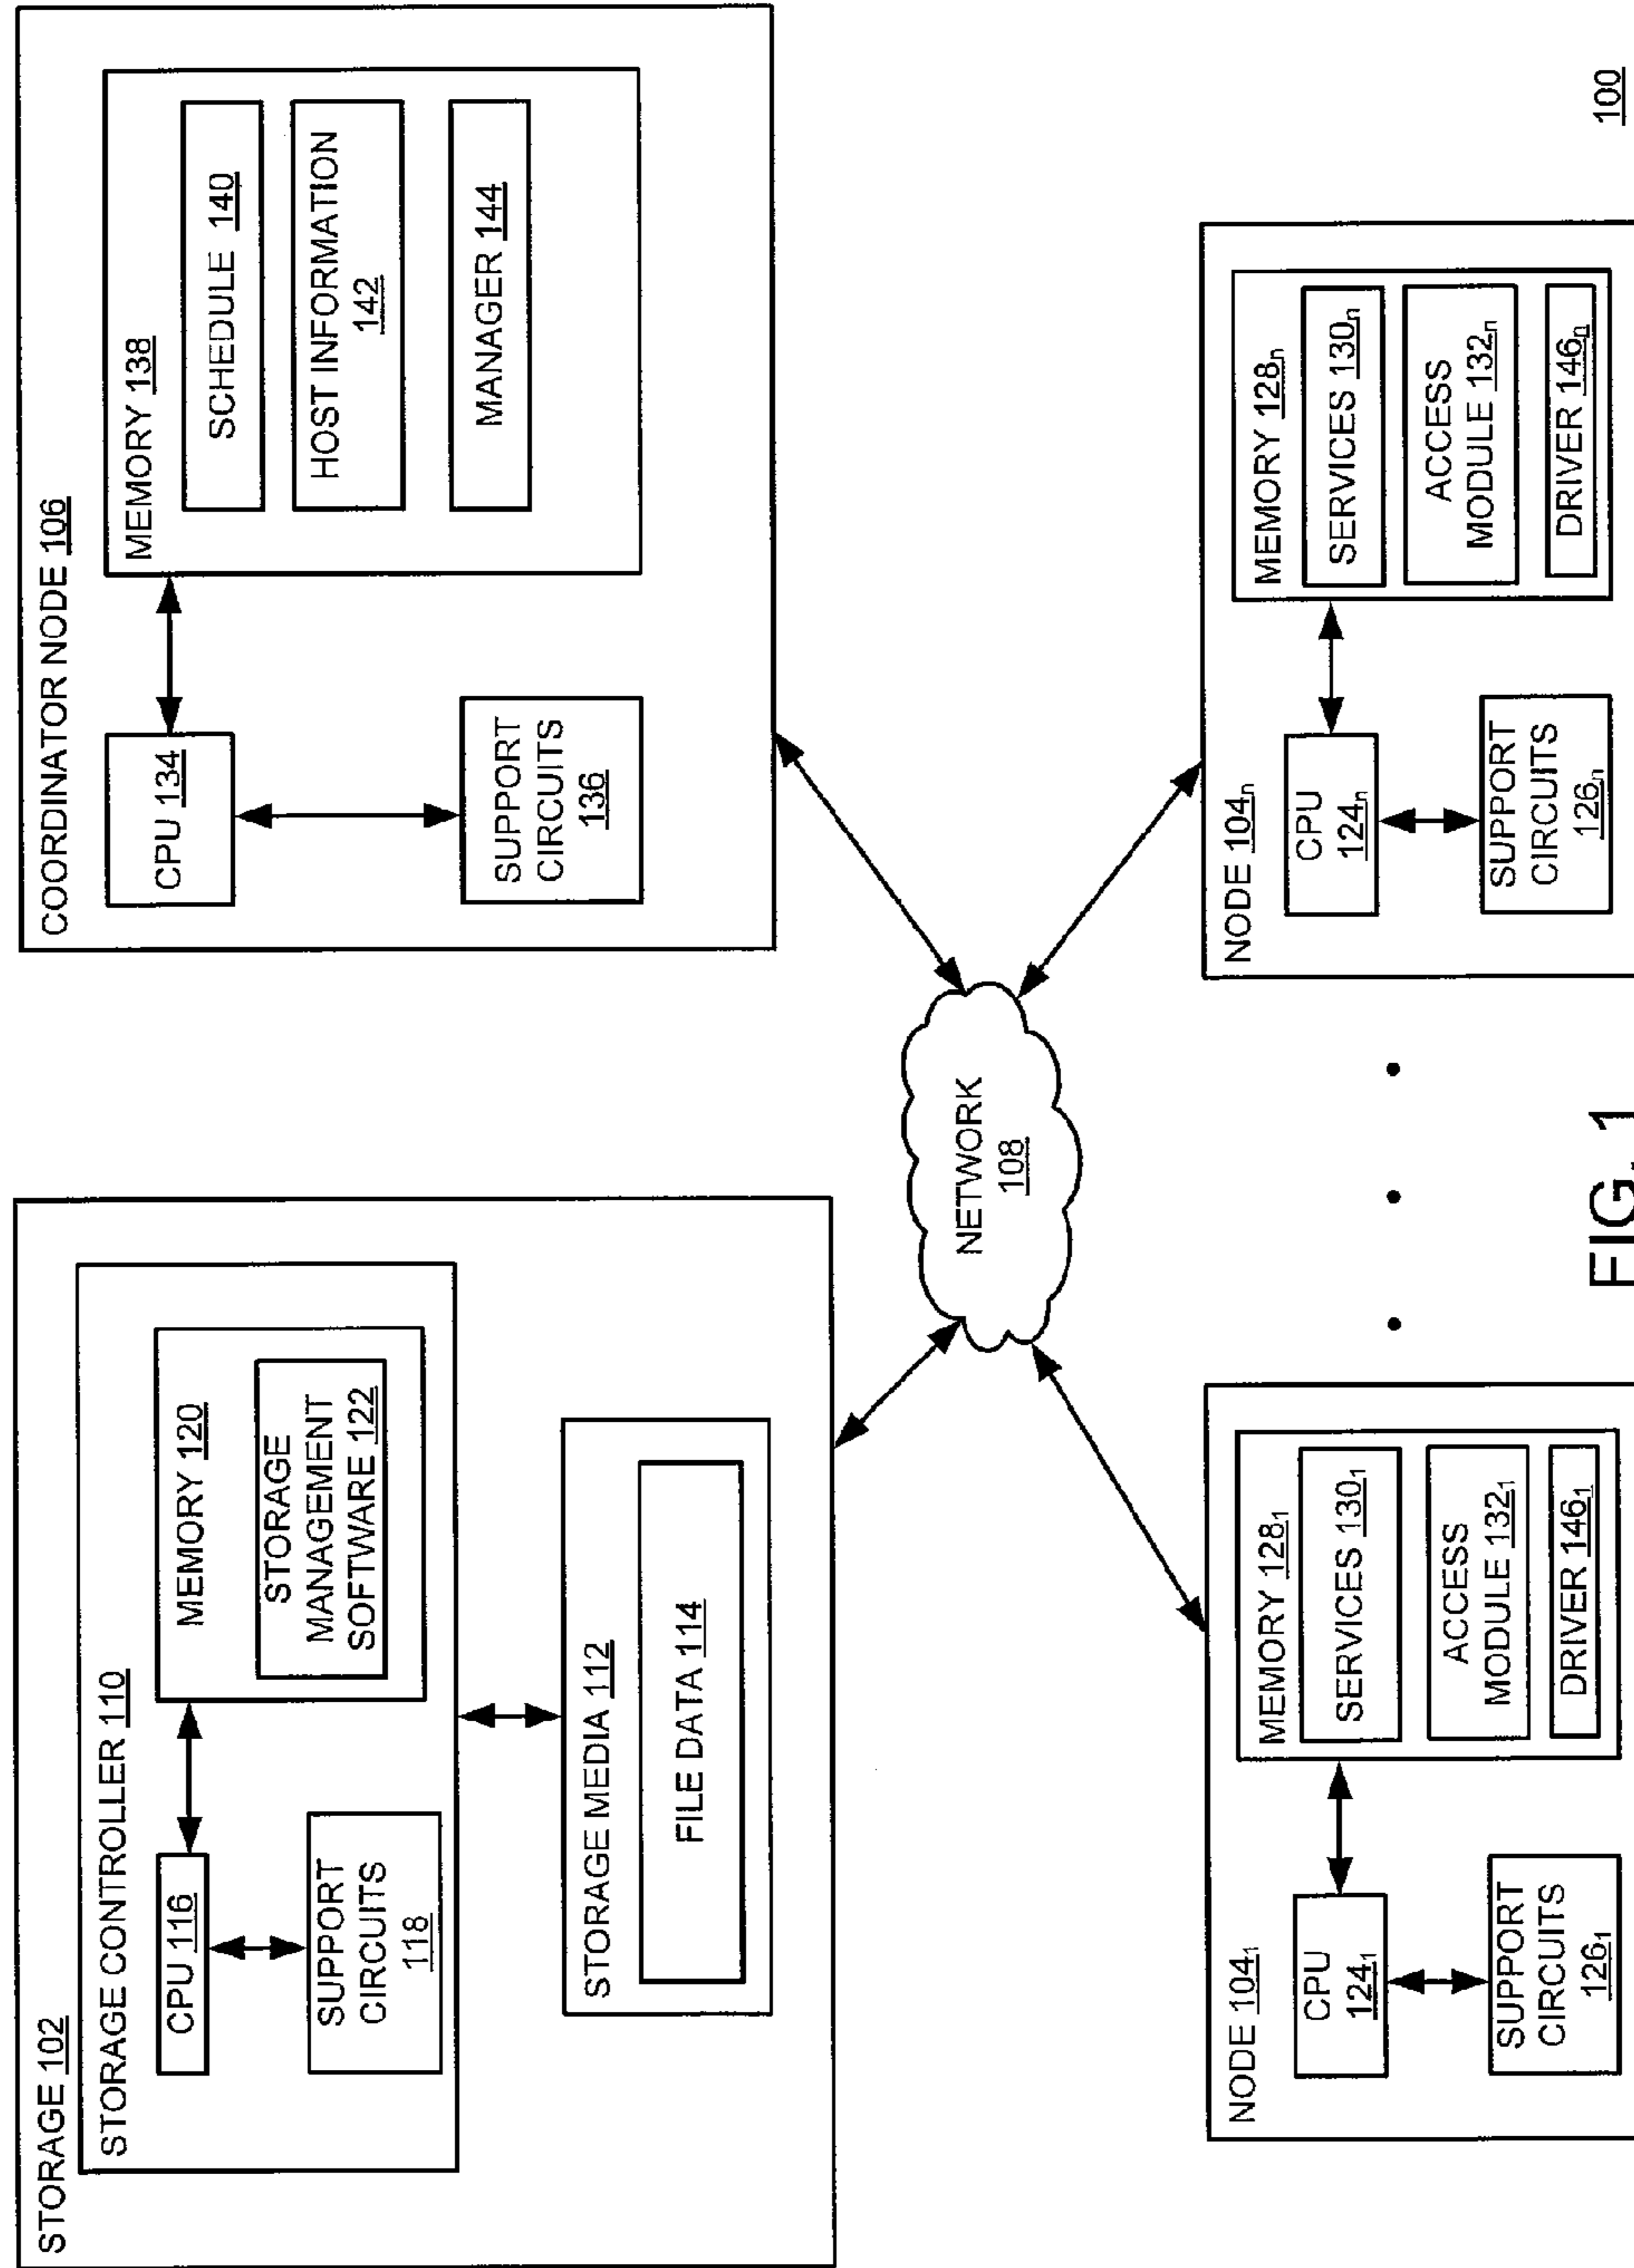 STORAGE 102
STORAGE CONTROLLER 110
CPU 116
SUPPORT
CIRCUITS
118
MEMORY 120
STORAGE
MANAGEMENT
SOFTWARE 122
STORAGE MEDIA 112
FILE DATA 114
COORDINATOR NODE 106
CPU 134
SUPPORT
CIRCUITS
136
MEMORY 138
SCHEDULE 140
HOST INFORMATION
142
MANAGER 144
NETWORK
108
NODE 104₁
CPU
124₁
SUPPORT
CIRCUITS
126₁
MEMORY 128₁
SERVICES 130₁
ACCESS
MODULE 132₁
DRIVER 146₁
• • •
NODE 104ₙ
CPU
124ₙ
SUPPORT
CIRCUITS
126ₙ
MEMORY 128ₙ
SERVICES 130ₙ
ACCESS
MODULE 132ₙ
DRIVER 146ₙ
FIG. 1
100